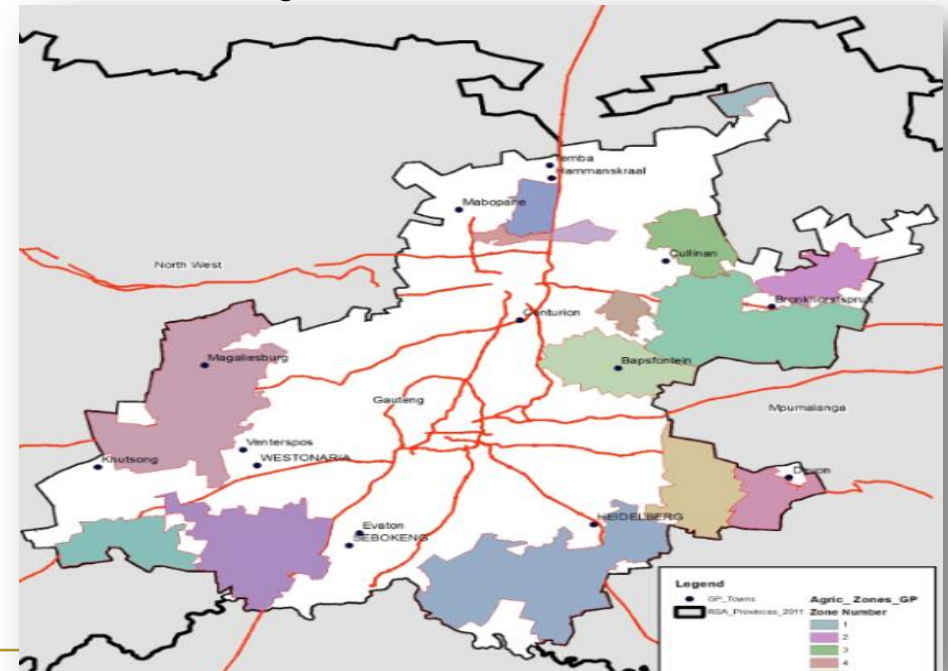 Temba
Hammanskraal
Mabopane
Cullinan
North West
Bronkhorstspruit
Centurion
Magaliesburg
Bapsfontein
Gauteng
Mpumalanga
Venterspos
WESTONARIA
Khutsong
Devon
HEIDELBERG
Evaton
SEBOKENG
Legend
GP_Towns
RSA_Provinces_2011
Agric_Zones_GP
Zone Number
1
2
3
4